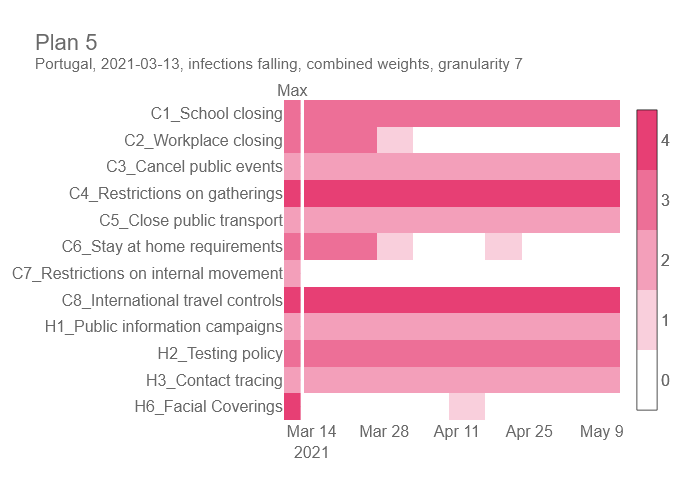 Plan 5
Portugal, 2021-03-13, infections falling, combined weights, granularity 7
Max
C1_School closing
C2_Workplace closing
C3_Cancel public events
C4_Restrictions on gatherings
C5_Close public transport
C6_Stay at home requirements
C7_Restrictions on internal movement
C8_International travel controls
H1_Public information campaigns
H2_Testing policy
H3_Contact tracing
H6_Facial Coverings
Mar 14 Mar 28 Apr 11 Apr 25 May 9
2021
4
3
2
1
0